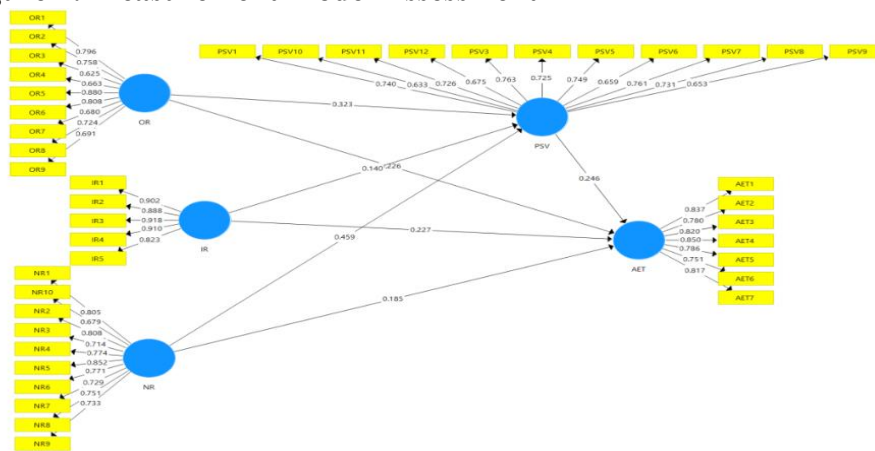 OR1
OR2
OR3
OR4
OR5
OR6
OR7
OR8
OR9
0.796
0.758
0.625
0.663
0.880
0.808
0.680
0.724
0.691
OR
PSV1 PSV10 PSV11 PSV12 PSV3 PSV4 PSV5 PSV6 PSV7 PSV8 PSV9
0.740 0.633 0.726 0.675 0.763 0.725 0.749 0.659 0.761 0.731 0.653
PSV
0.323
0.140 0.226
0.246
0.227
0.459
0.185
IR1
IR2
IR3
IR4
IR5
0.902
0.888
0.918
0.910
0.823
IR
AET1
AET2
AET3
AET4
AET5
AET6
AET7
0.837
0.780
0.820
0.850
0.786
0.751
0.817
AET
NR1
NR10
NR2
NR3
NR4
NR5
NR6
NR7
NR8
NR9
0.805
0.679
0.808
0.714
0.774
0.852
0.771
0.729
0.751
0.733
NR